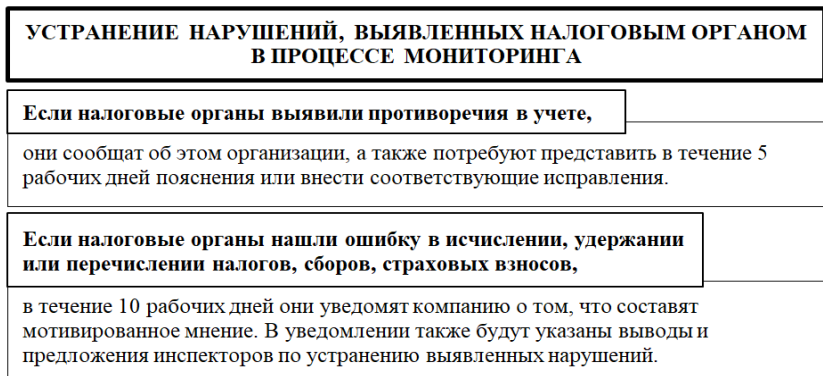 УСТРАНЕНИЕ НАРУШЕНИЙ, ВЫЯВЛЕННЫХ НАЛОГОВЫМ ОРГАНОМ
В ПРОЦЕССЕ МОНИТОРИНГА
Если налоговые органы выявили противоречия в учете,
они сообщат об этом организации, а также потребуют представить в течение 5
рабочих дней пояснения или внести соответствующие исправления.
Если налоговые органы нашли ошибку в исчислении, удержании
или перечислении налогов, сборов, страховых взносов,
в течение 10 рабочих дней они уведомят компанию о том, что составят
мотивированное мнение. В уведомлении также будут указаны выводы и
предложения инспекторов по устранению выявленных нарушений.